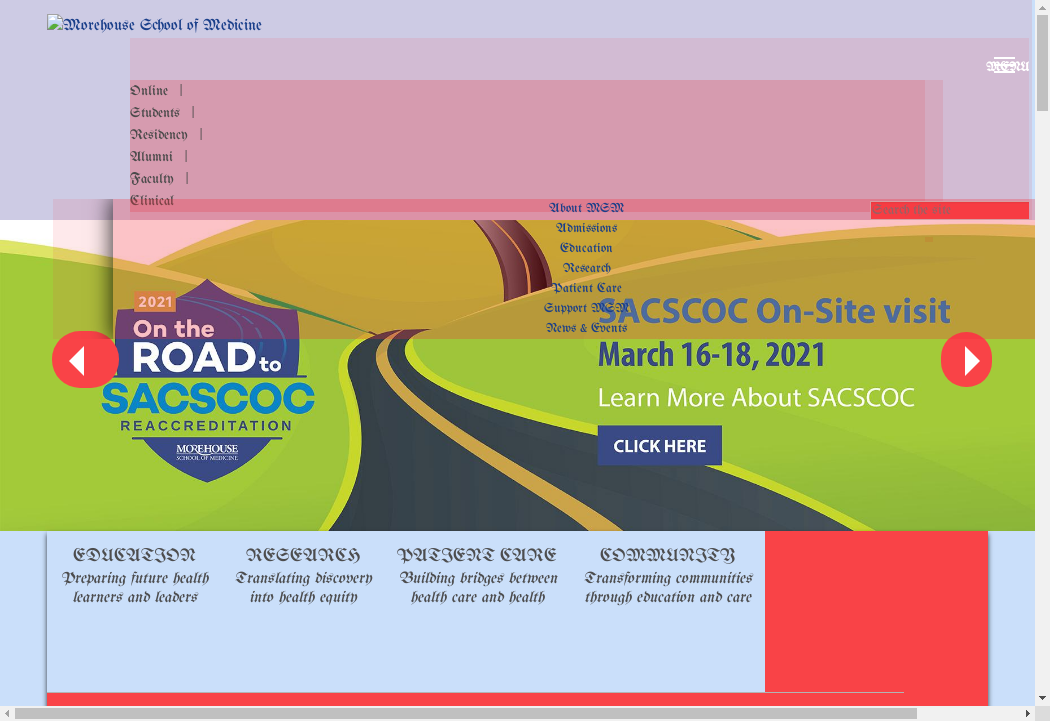 Morehouse School of Medicine
MENU
Online |
Students |
Residency |
Alumni |
Faculty |
Clinical
About MSM
Admissions
Education
Research
Patient Care
Support MSM
News & Events
2021
On the
ROAD to
SACSCOC
REACCREDITATION
MOREHOUSE
SCHOOL OF MEDICINE
SACSCOC On-Site visit
March 16-18, 2021
Learn More About SACSCOC
CLICK HERE
EDUCATION
Preparing future health
learners and leaders
RESEARCH
Translating discovery
into health equity
PATIENT CARE
Building bridges between
health care and health
COMMUNITY
Transforming communities
through education and care